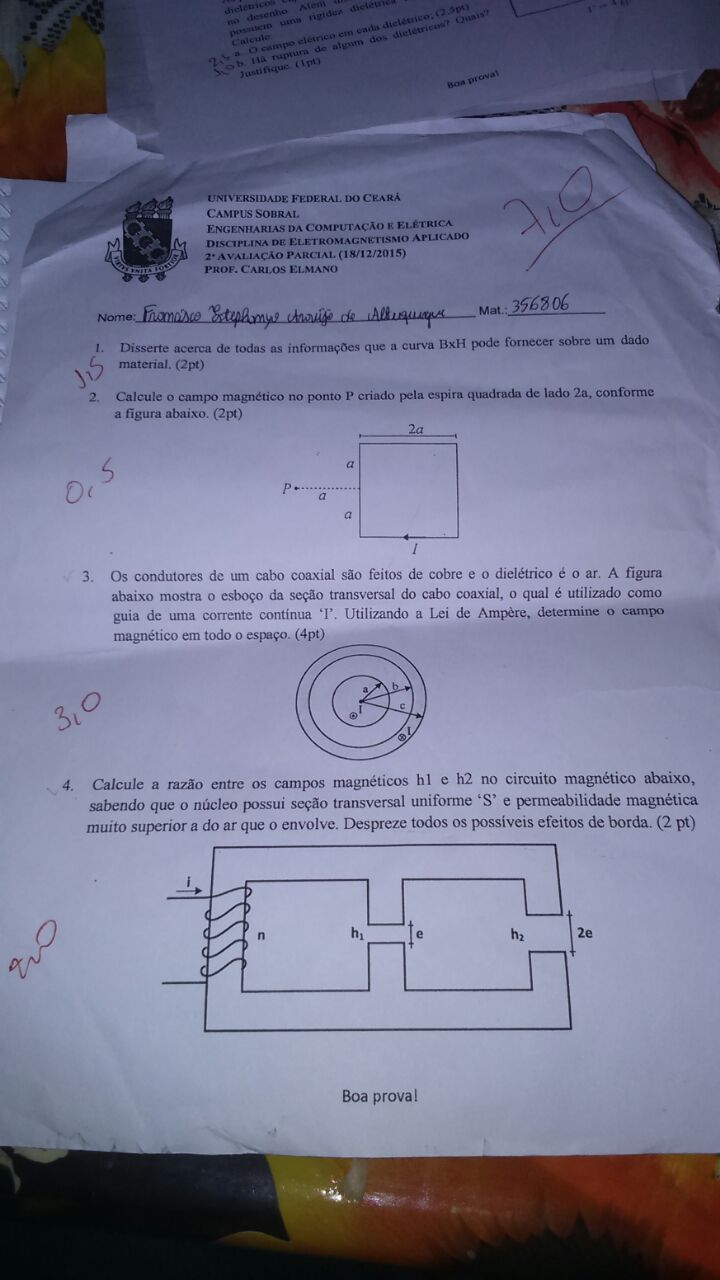 no desenho. Além
possuem uma rigidez dielétrica
Calcule:
2,5 a. O campo elétrico em cada dielétrico; (2,5pt)
b. Há ruptura de algum dos dielétricos? Quais?
Justifique. (1pt)
Boa prova!
7,0
UNIVERSIDADE FEDERAL DO CEARÁ
CAMPUS SOBRAL
ENGENHARIAS DA COMPUTAÇÃO E ELÉTRICA
DISCIPLINA DE ELETROMAGNETISMO APLICADO
2ª AVALIAÇÃO PARCIAL (18/12/2015)
PROF. CARLOS ELMANO
VIRTUS UNITA FORTIOR
Nome: Francisco Estephanyo Araújo de Albuquerque Mat.: 356806
1. Disserte acerca de todas as informações que a curva BxH pode fornecer sobre um dado
material. (2pt)
1,5
2. Calcule o campo magnético no ponto P criado pela espira quadrada de lado 2a, conforme
a figura abaixo. (2pt)
2a
a
P
a
a
I
0,5
3. Os condutores de um cabo coaxial são feitos de cobre e o dielétrico é o ar. A figura
abaixo mostra o esboço da seção transversal do cabo coaxial, o qual é utilizado como
guia de uma corrente contínua ‘I’. Utilizando a Lei de Ampère, determine o campo
magnético em todo o espaço. (4pt)
a b
c
I
I
3,0
4. Calcule a razão entre os campos magnéticos h1 e h2 no circuito magnético abaixo,
sabendo que o núcleo possui seção transversal uniforme ‘S’ e permeabilidade magnética
muito superior a do ar que o envolve. Despreze todos os possíveis efeitos de borda. (2 pt)
i
n h₁ e h₂ 2e
2,0
Boa prova!